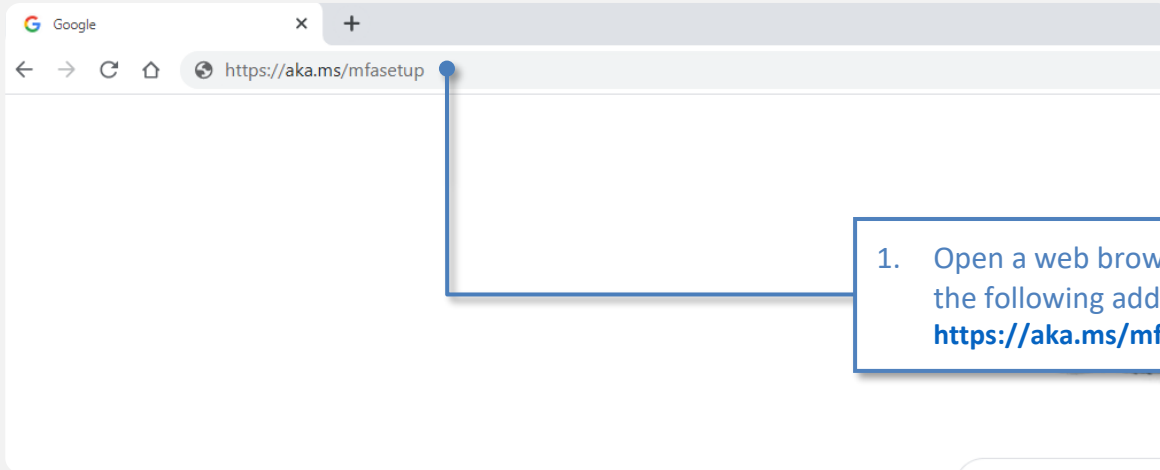 Google
https://aka.ms/mfasetup
1. Open a web brow
the following add
https://aka.ms/mf